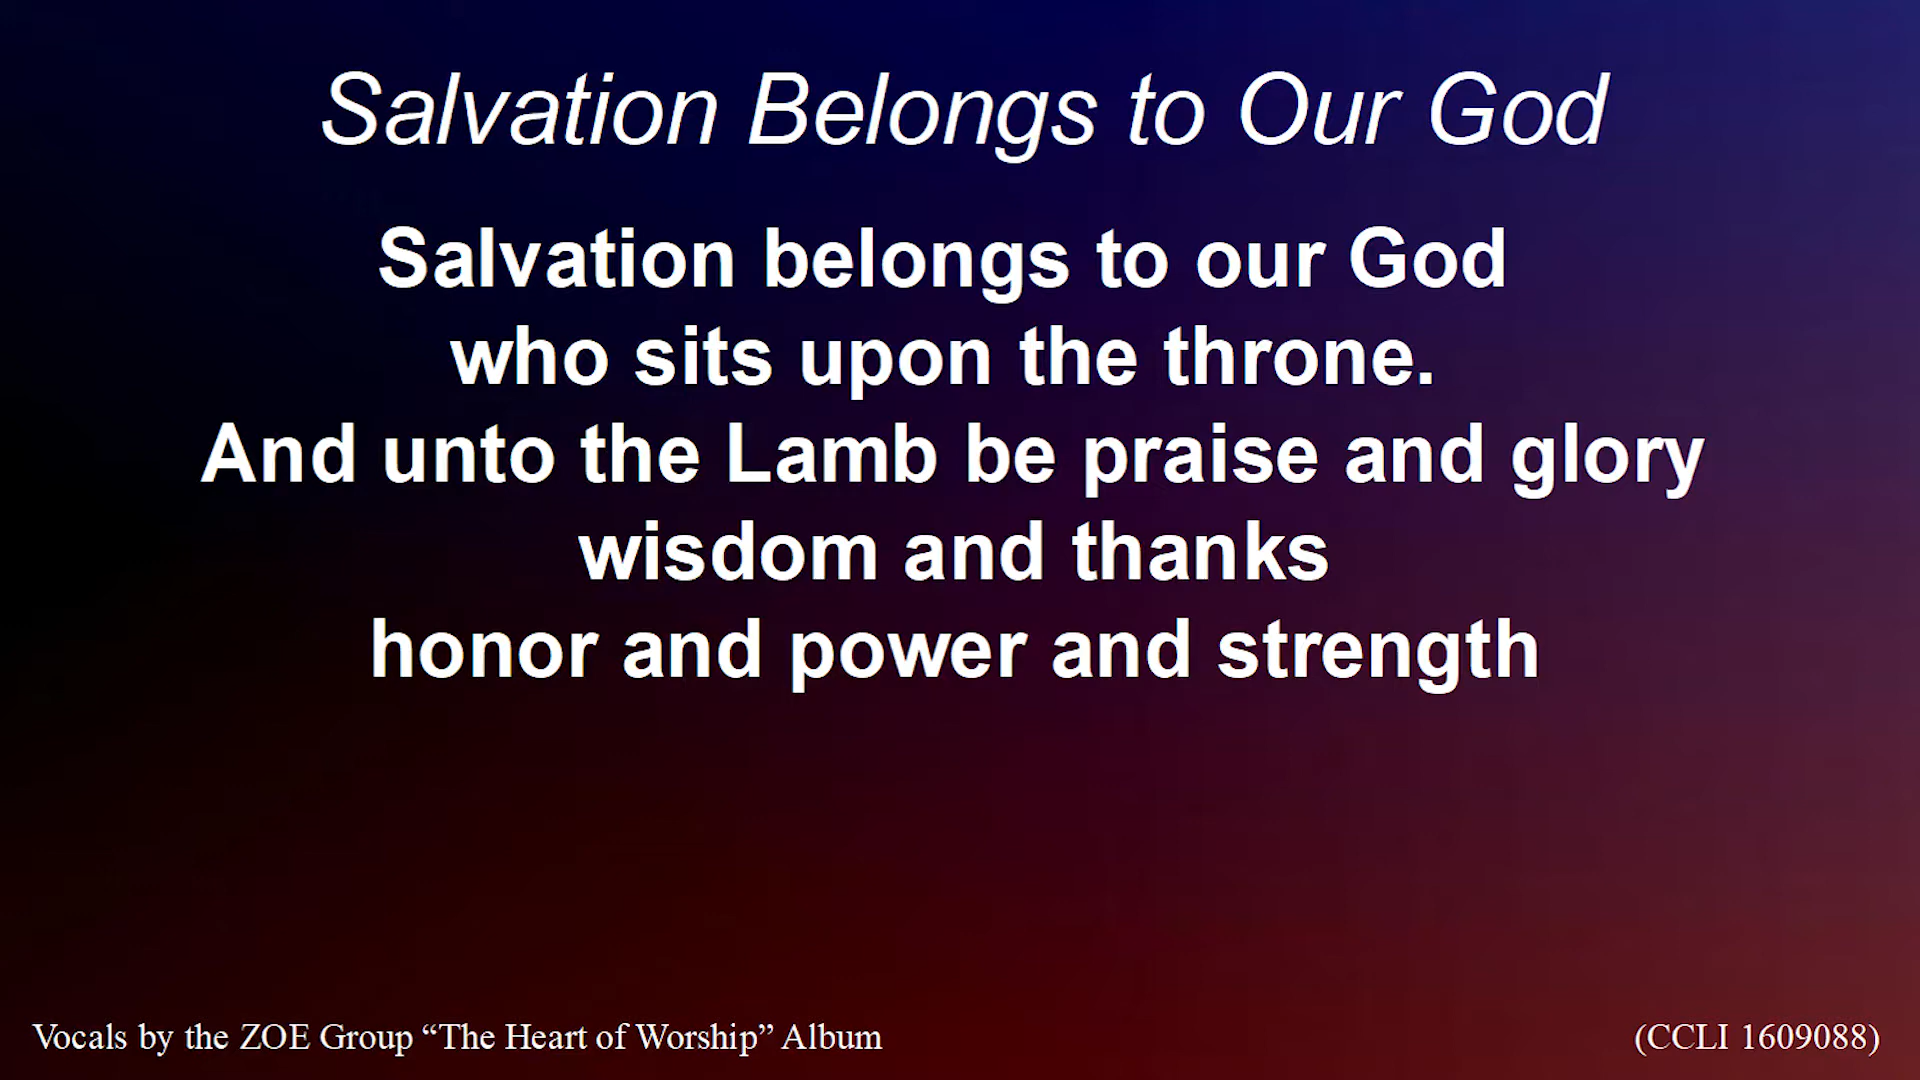 Salvation Belongs to Our God
Salvation belongs to our God
who sits upon the throne.
And unto the Lamb be praise and glory
wisdom and thanks
honor and power and strength
Vocals by the ZOE Group “The Heart of Worship” Album
(CCLI 1609088)